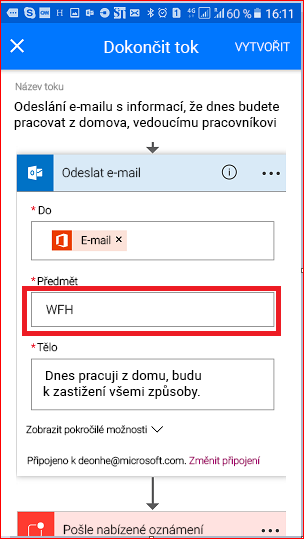 4G 60 % 16:11
Dokončit tok VYTVOŘIT
Název toku
Odeslání e-mailu s informací, že dnes budete
pracovat z domova, vedoucímu pracovníkovi
Odeslat e-mail
* Do
E-mail ×
* Předmět
WFH
* Tělo
Dnes pracuji z domu, budu
k zastižení všemi způsoby.
Zobrazit pokročilé možnosti
Připojeno k deonhe@microsoft.com. Změnit připojení
Pošle nabízené oznámení